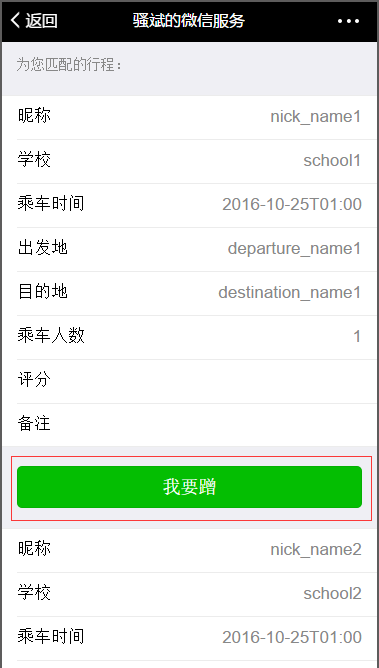 返回 骚斌的微信服务
为您匹配的行程：
昵称 nick_name1
学校 school1
乘车时间 2016-10-25T01:00
出发地 departure_name1
目的地 destination_name1
乘车人数 1
评分
备注
我要蹭
昵称 nick_name2
学校 school2
乘车时间 2016-10-25T01:00